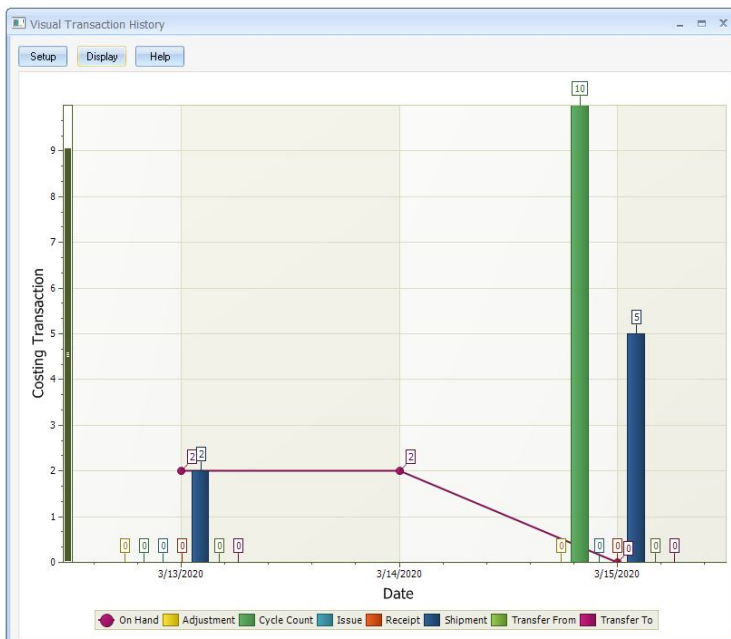 Visual Transaction History
Setup Display Help
10
9
8
7
6
5
4
3
2
1
0
Costing Transaction
5
2 2
2
0 0 0 0 0 0
0 0 0 0 0 0
3/13/2020 3/14/2020 3/15/2020
Date
On Hand Adjustment Cycle Count Issue Receipt Shipment Transfer From Transfer To